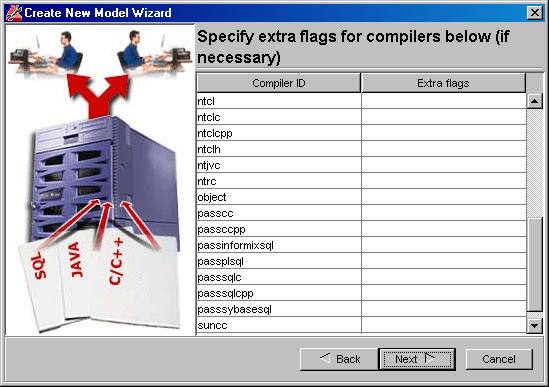 Create New Model Wizard
Specify extra flags for compilers below (if
necessary)
Compiler ID Extra flags
ntcl
ntclc
ntclcpp
ntclh
ntjvc
ntrc
object
passcc
passccpp
passinformixsql
passplsql
passsqlc
passsqlcpp
passsybasesql
suncc
SQL
JAVA
C/C++
Back Next Cancel